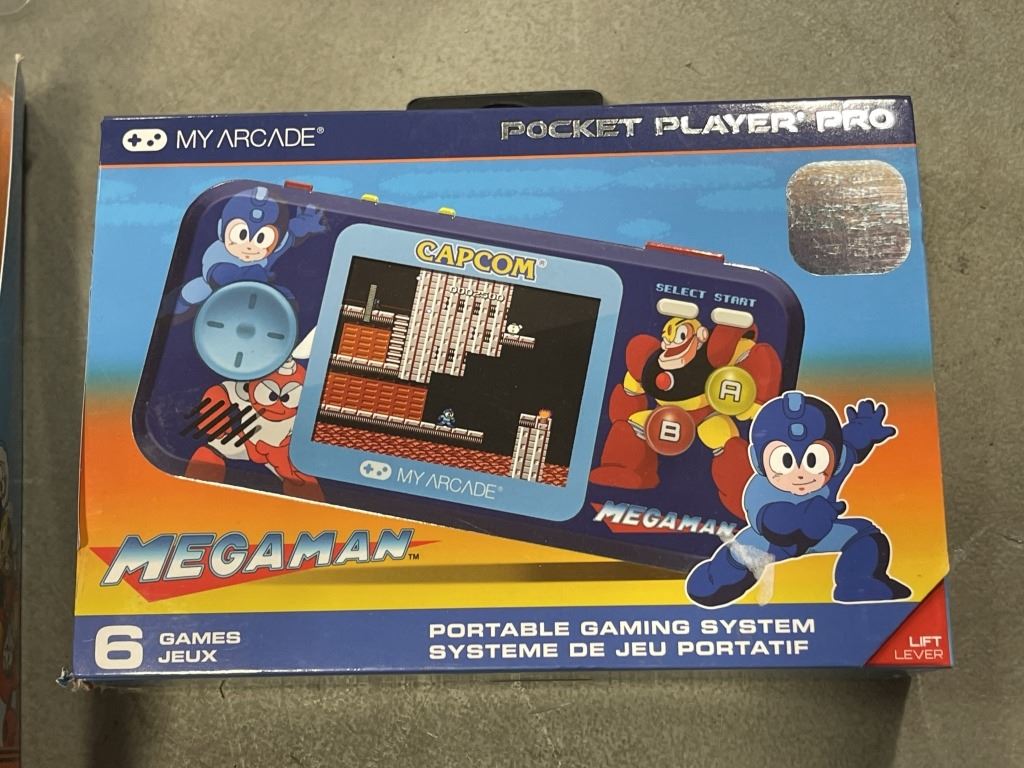 MY ARCADE®
POCKET PLAYER® PRO
CAPCOM®
SELECT START
A
B
MY ARCADE®
MEGAMAN
MEGAMAN™
6 GAMES
JEUX
PORTABLE GAMING SYSTEM
SYSTEME DE JEU PORTATIF
LIFT
LEVER